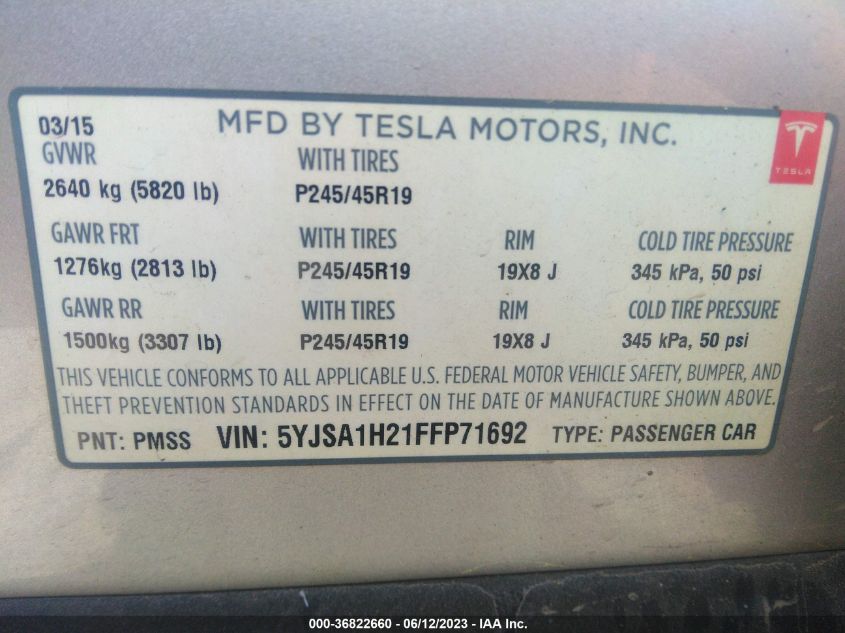 03/15 MFD BY TESLA MOTORS, INC.
TESLA
GVWR WITH TIRES
2640 kg (5820 lb) P245/45R19
GAWR FRT WITH TIRES RIM COLD TIRE PRESSURE
1276kg (2813 lb) P245/45R19 19X8 J 345 kPa, 50 psi
GAWR RR WITH TIRES RIM COLD TIRE PRESSURE
1500kg (3307 lb) P245/45R19 19X8 J 345 kPa, 50 psi
THIS VEHICLE CONFORMS TO ALL APPLICABLE U.S. FEDERAL MOTOR VEHICLE SAFETY, BUMPER, AND
THEFT PREVENTION STANDARDS IN EFFECT ON THE DATE OF MANUFACTURE SHOWN ABOVE.
PNT: PMSS VIN: 5YJSA1H21FFP71692 TYPE: PASSENGER CAR
000-36822660 - 06/12/2023 - IAA Inc.